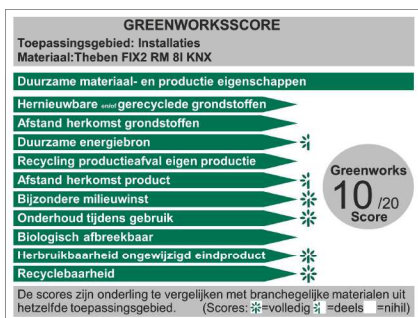 GREENWORKSSCORE
Toepassingsgebied: Installaties
Materiaal:Theben FIX2 RM 8I KNX
Duurzame materiaal- en productie eigenschappen
Hernieuwbare en/of gerecyclede grondstoffen
Afstand herkomst grondstoffen
Duurzame energiebron
Recycling productieafval eigen productie
Afstand herkomst product
Bijzondere milieuwinst
Onderhoud tijdens gebruik
Biologisch afbreekbaar
Herbruikbaarheid ongewijzigd eindproduct
Recyclebaarheid
Greenworks
10 /20
Score
De scores zijn onderling te vergelijken met branchegelijke materialen uit
hetzelfde toepassingsgebied. (Scores: =volledig =deels =nihil)